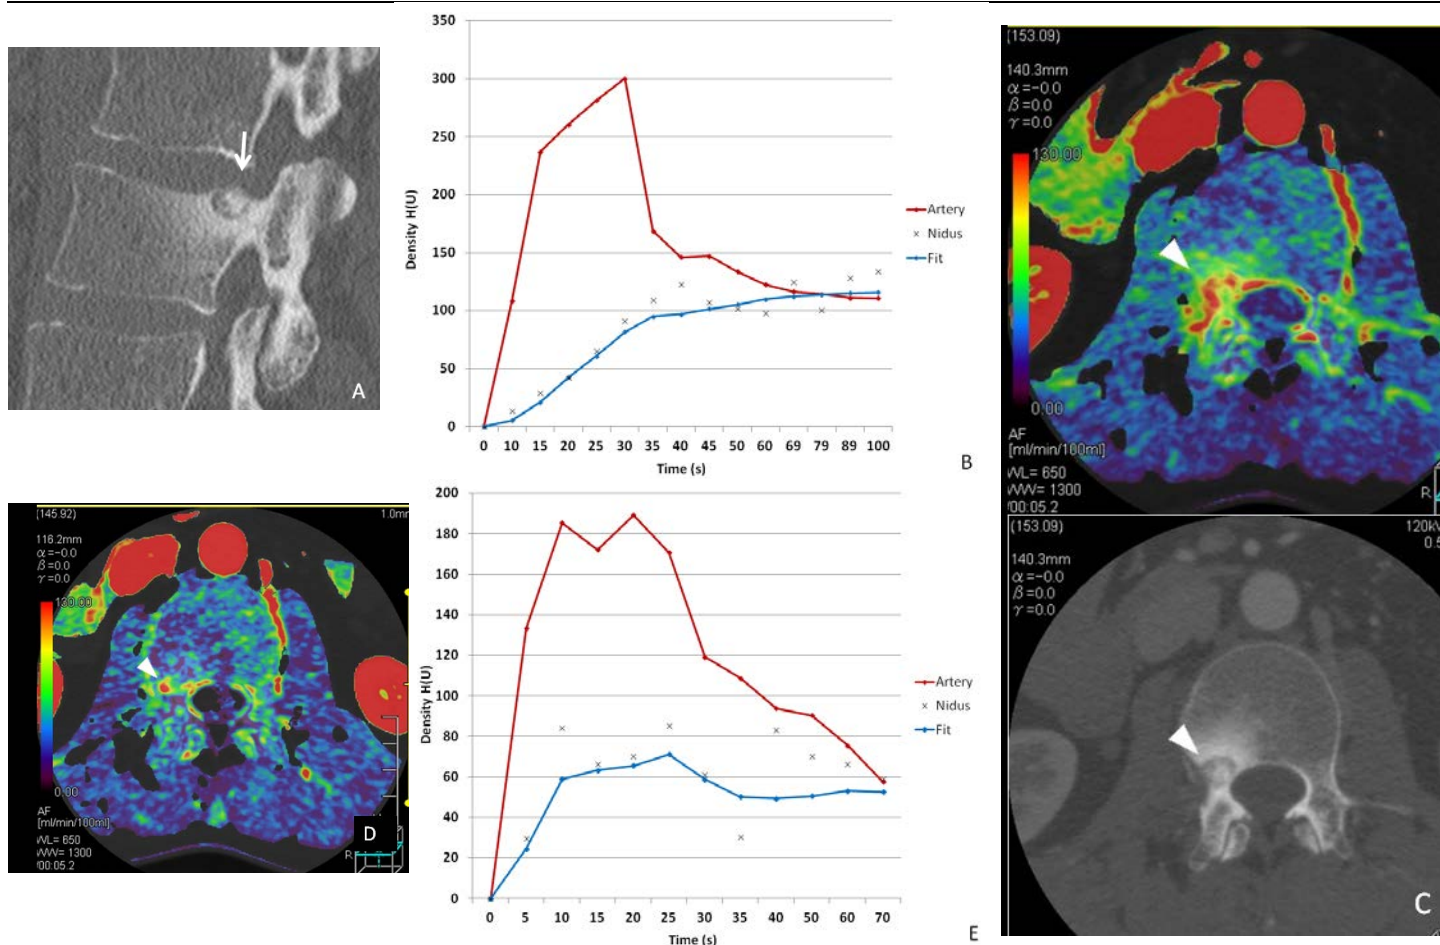 A
350
300
250
200
150
100
50
0
Density H(U)
0 10 15 20 25 30 35 40 45 50 60 69 79 89 100
Time (s)
Artery
Nidus
Fit
B
(153.09)
140.3mm
α=-0.0
β=0.0
γ=0.0
130.00
0.00
AF
[ml/min/100ml]
WL= 650
WW= 1300
/00:05.2
R
(153.09)
120kV
0.5
140.3mm
α=-0.0
β=0.0
γ=0.0
C
(145.92)
1.0mm
116.2mm
α=-0.0
β=0.0
γ=0.0
130.00
0.00
AF
[ml/min/100ml]
WL= 650
WW= 1300
/00:05.2
D
R
200
180
160
140
120
100
80
60
40
20
0
Density H(U)
0 5 10 15 20 25 30 35 40 50 60 70
Time (s)
Artery
Nidus
Fit
E